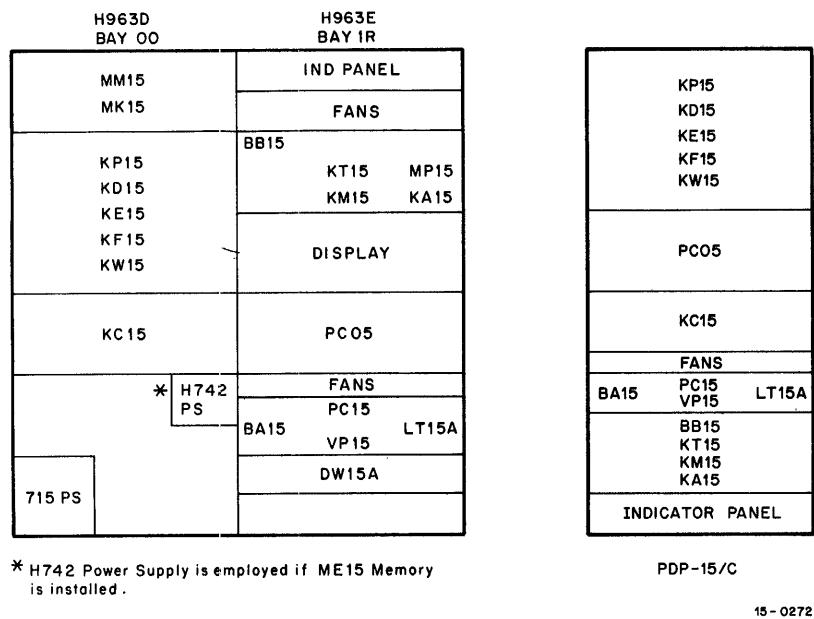 H963D
BAY 00
H963E
BAY 1R
MM15
MK15
KP15
KD15
KE15
KF15
KW15
KC15
* H742
PS
715 PS
IND PANEL
FANS
BB15
KT15 MP15
KM15 KA15
DISPLAY
PC05
FANS
PC15
BA15 LT15A
VP15
DW15A
* H742 Power Supply is employed if ME15 Memory
is installed.
KP15
KD15
KE15
KF15
KW15
PC05
KC15
FANS
BA15 PC15 LT15A
VP15
BB15
KT15
KM15
KA15
INDICATOR PANEL
PDP-15/C
15-0272